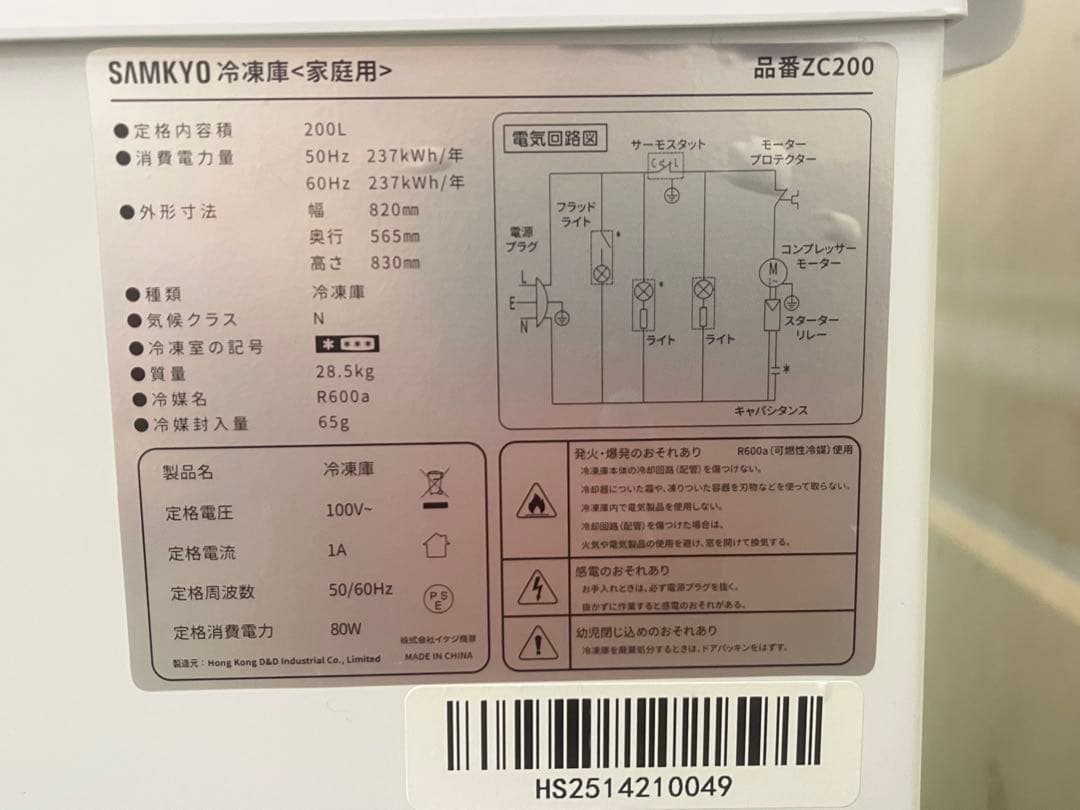 SAMKYO 冷凍庫<家庭用>
品番ZC200
●定格内容積 200L
●消費電力量 50Hz 237kWh/年
60Hz 237kWh/年
●外形寸法 幅 820mm
奥行 565mm
高さ 830mm
●種類 冷凍庫
●気候クラス N
●冷凍室の記号 * ***
●質量 28.5kg
●冷媒名 R600a
●冷媒封入量 65g
電気回路図
サーモスタット
C S L
モーター
プロテクター
フラッド
ライト
*
電源
プラグ
L
E
N
*
ライト
ライト
コンプレッサー
モーター
M
1~
スターター
リレー
*
キャパシタンス
製品名 冷凍庫
定格電圧 100V~
定格電流 1A
定格周波数 50/60Hz
定格消費電力 80W
PS
E
株式会社イケジ商事
製造元：Hong Kong D&D Industrial Co., Limited
MADE IN CHINA
発火・爆発のおそれあり R600a（可燃性冷媒）使用
冷凍庫本体の冷却回路（配管）を傷つけない。
冷却器についた霜や、凍りついた容器を刃物などを使って取らない。
冷凍庫内で電気製品を使用しない。
冷却回路（配管）を傷つけた場合は、
火気や電気製品の使用を避け、窓を開けて換気する。
感電のおそれあり
お手入れときは、必ず電源プラグを抜く。
抜かずに作業すると感電のおそれがある。
幼児閉じ込めのおそれあり
冷凍庫を廃棄処分するときは、ドアパッキンをはずす。
HS2514210049